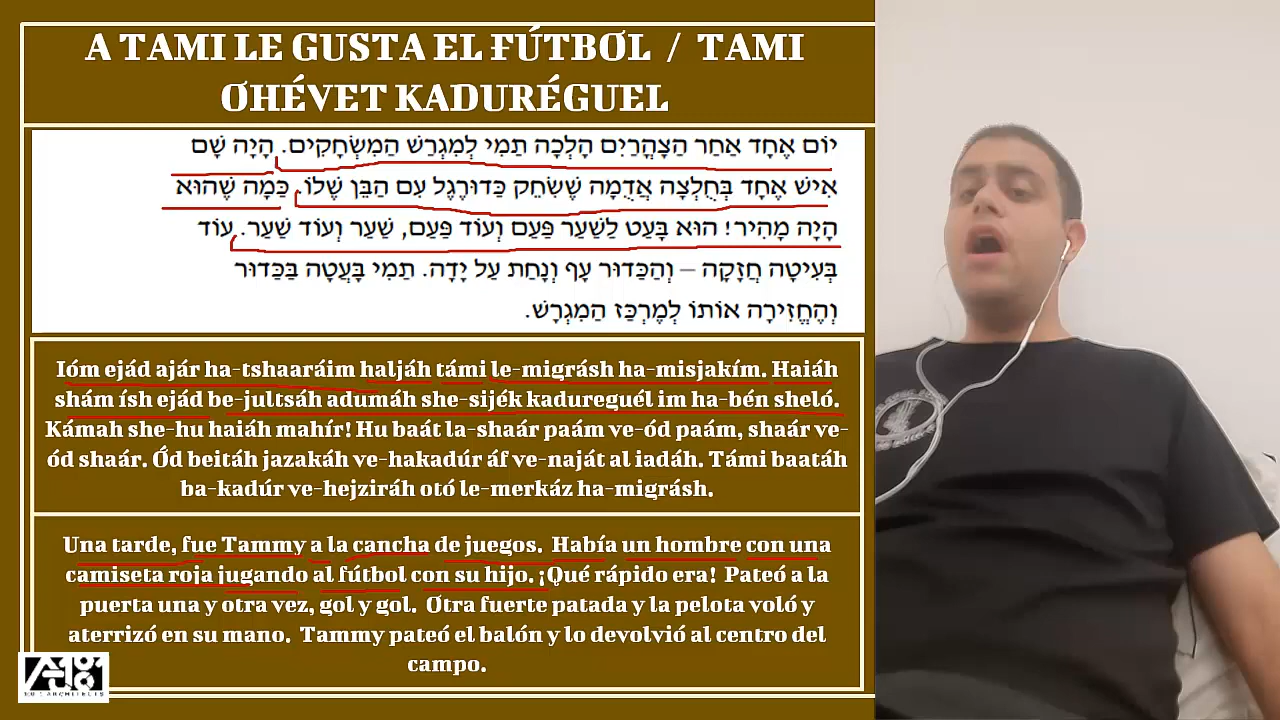 A TAMI LE GUSTA EL FÚTBOL / TAMI
OHÉVET KADURÉGUEL
יוֹם אֶחָד אַחַר הַצָּהֳרַיִם הָלְכָה תַּמִּי לְמִגְרַשׁ הַמִּשְׂחָקִים. הָיָה שָׁם
אִישׁ אֶחָד בְּחֻלְצָה אֲדֻמָּה שֶׁשִּׂחֵק כַּדּוּרֶגֶל עִם הַבֵּן שֶׁלּוֹ. כַּמָּה שֶׁהוּא
הָיָה מָהִיר! הוּא בָּעַט לַשַּׁעַר פַּעַם וְעוֹד פַּעַם, שַׁעַר וְעוֹד שַׁעַר. עוֹד
בְּעִיטָה חֲזָקָה – וְהַכַּדּוּר עָף וְנָחַת עַל יָדָהּ. תַּמִּי בָּעֲטָה בַּכַּדּוּר
וְהֶחֱזִירָה אוֹתוֹ לְמֶרְכַּז הַמִּגְרָשׁ.
Ióm ejád ajár ha-tshaaráim haljáh támi le-migrásh ha-misjakím. Haiáh
shám ísh ejád be-jultsáh adumáh she-sijék kadureguél im ha-bén sheló.
Kámah she-hu haiáh mahír! Hu baát la-shaár paám ve-ód paám, shaár ve-
ód shaár. Ód beitáh jazakáh ve-hakadúr áf ve-naját al iadáh. Támi baatáh
ba-kadúr ve-hejziráh otó le-merkáz ha-migrásh.
Una tarde, fue Tammy a la cancha de juegos. Había un hombre con una
camiseta roja jugando al fútbol con su hijo. ¡Qué rápido era! Pateó a la
puerta una y otra vez, gol y gol. Otra fuerte patada y la pelota voló y
aterrizó en su mano. Tammy pateó el balón y lo devolvió al centro del
campo.